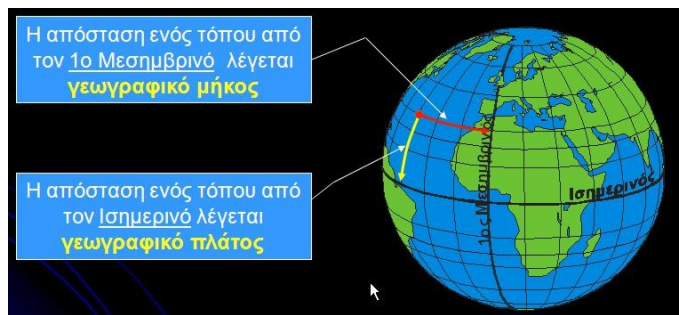 Η απόσταση ενός τόπου από
τον 1ο Μεσημβρινό λέγεται
γεωγραφικό μήκος
Η απόσταση ενός τόπου από
τον Ισημερινό λέγεται
γεωγραφικό πλάτος
1ος Μεσημβρινός
Ισημερινός